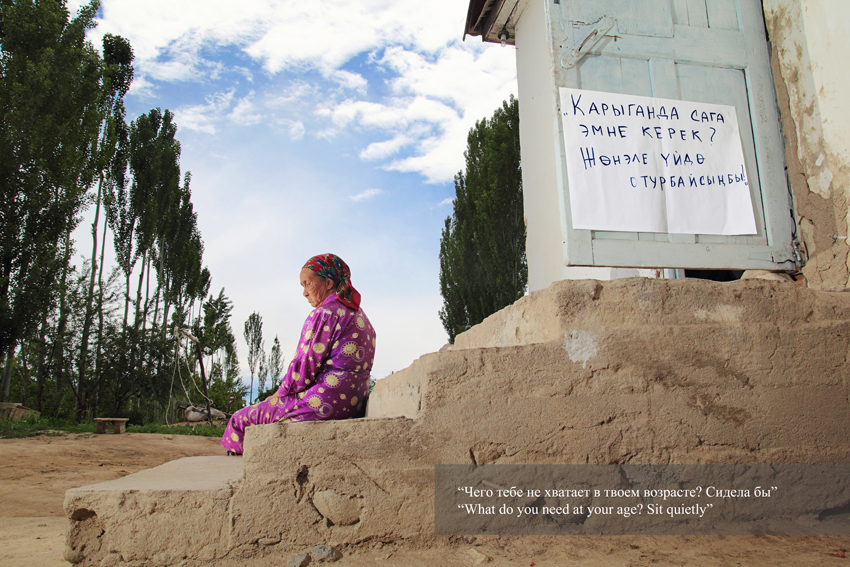 „КАРЫГАНДА САГА
ЭМНЕ КЕРЕК?
ЖӨНЭЛЕ ҮЙДӨ
ОТУРБАЙСЫҢБЫ!
“Чего тебе не хватает в твоем возрасте? Сидела бы”
“What do you need at your age? Sit quietly”